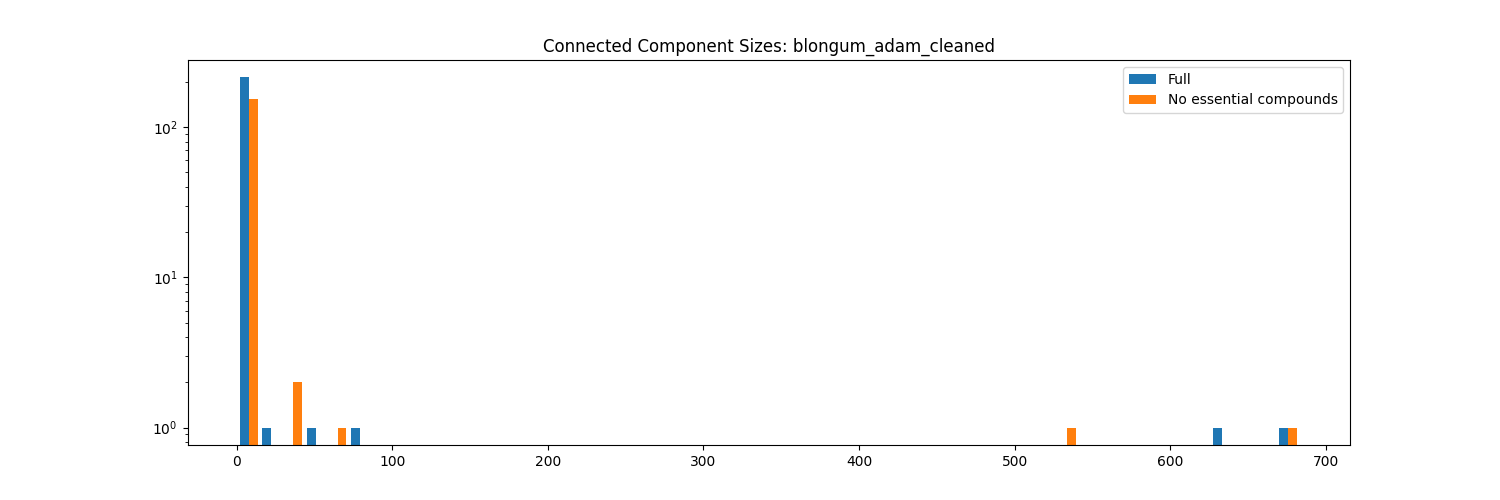 Connected Component Sizes: blongum_adam_cleaned
Full
No essential compounds
10²
10¹
10⁰
0 100 200 300 400 500 600 700